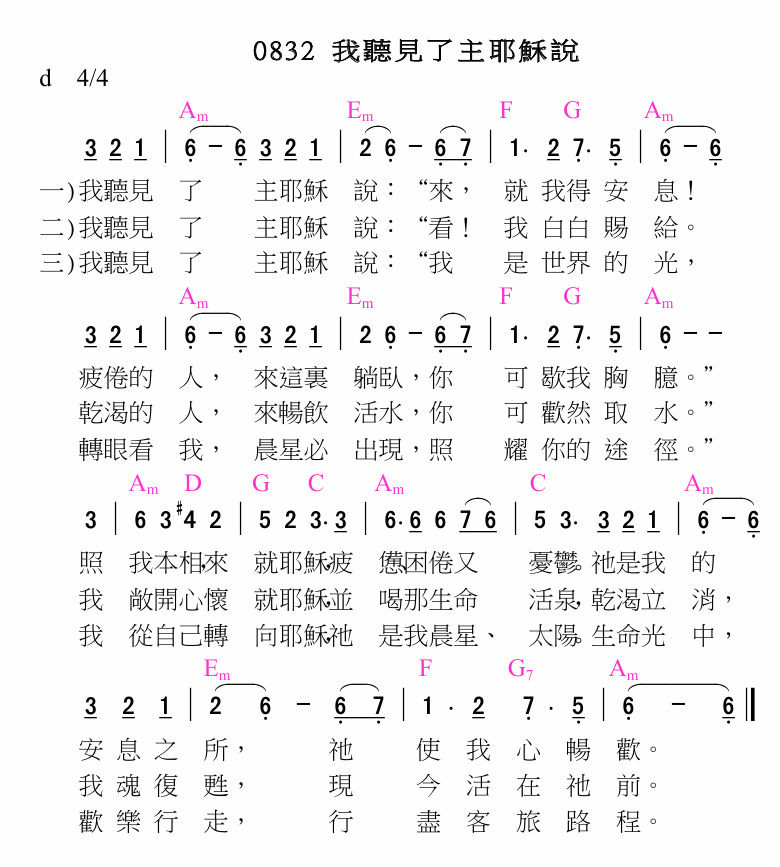 0832 我聽見了主耶穌說
d 4/4
Am Em F G Am
3 2 1 | 6 - 6 3 2 1 | 2 6 - 6 7 | 1· 2 7· 5 | 6 - 6
一)我聽見 了 主耶穌 說：“來， 就 我得 安 息！
二)我聽見 了 主耶穌 說：“看！ 我 白白 賜 給。
三)我聽見 了 主耶穌 說：“我 是 世界 的 光，
Am Em F G Am
3 2 1 | 6 - 6 3 2 1 | 2 6 - 6 7 | 1· 2 7· 5 | 6 - -
疲倦的 人， 來這裏 躺臥，你 可 歇我 胸 臆。”
乾渴的 人， 來暢飲 活水，你 可 歡然 取 水。”
轉眼看 我， 晨星必 出現，照 耀 你的 途 徑。”
Am D G C Am C Am
3 | 6 3 #4 2 | 5 2 3· 3 | 6· 6 6 7 6 | 5 3· 3 2 1 | 6 - 6
照 我本相，來 就耶穌，疲 憊、困倦又 憂鬱。祂是我 的
我 敞開心懷 就耶穌，並 喝那生命 活泉，乾渴立 消，
我 從自己轉 向耶穌，祂 是我晨星、 太陽。生命光 中，
Em F G7 Am
3 2 1 | 2 6 - 6 7 | 1· 2 7· 5 | 6 - 6 ‖
安 息 之 所， 祂 使 我 心 暢 歡。
我 魂 復 甦， 現 今 活 在 祂 前。
歡 樂 行 走， 行 盡 客 旅 路 程。